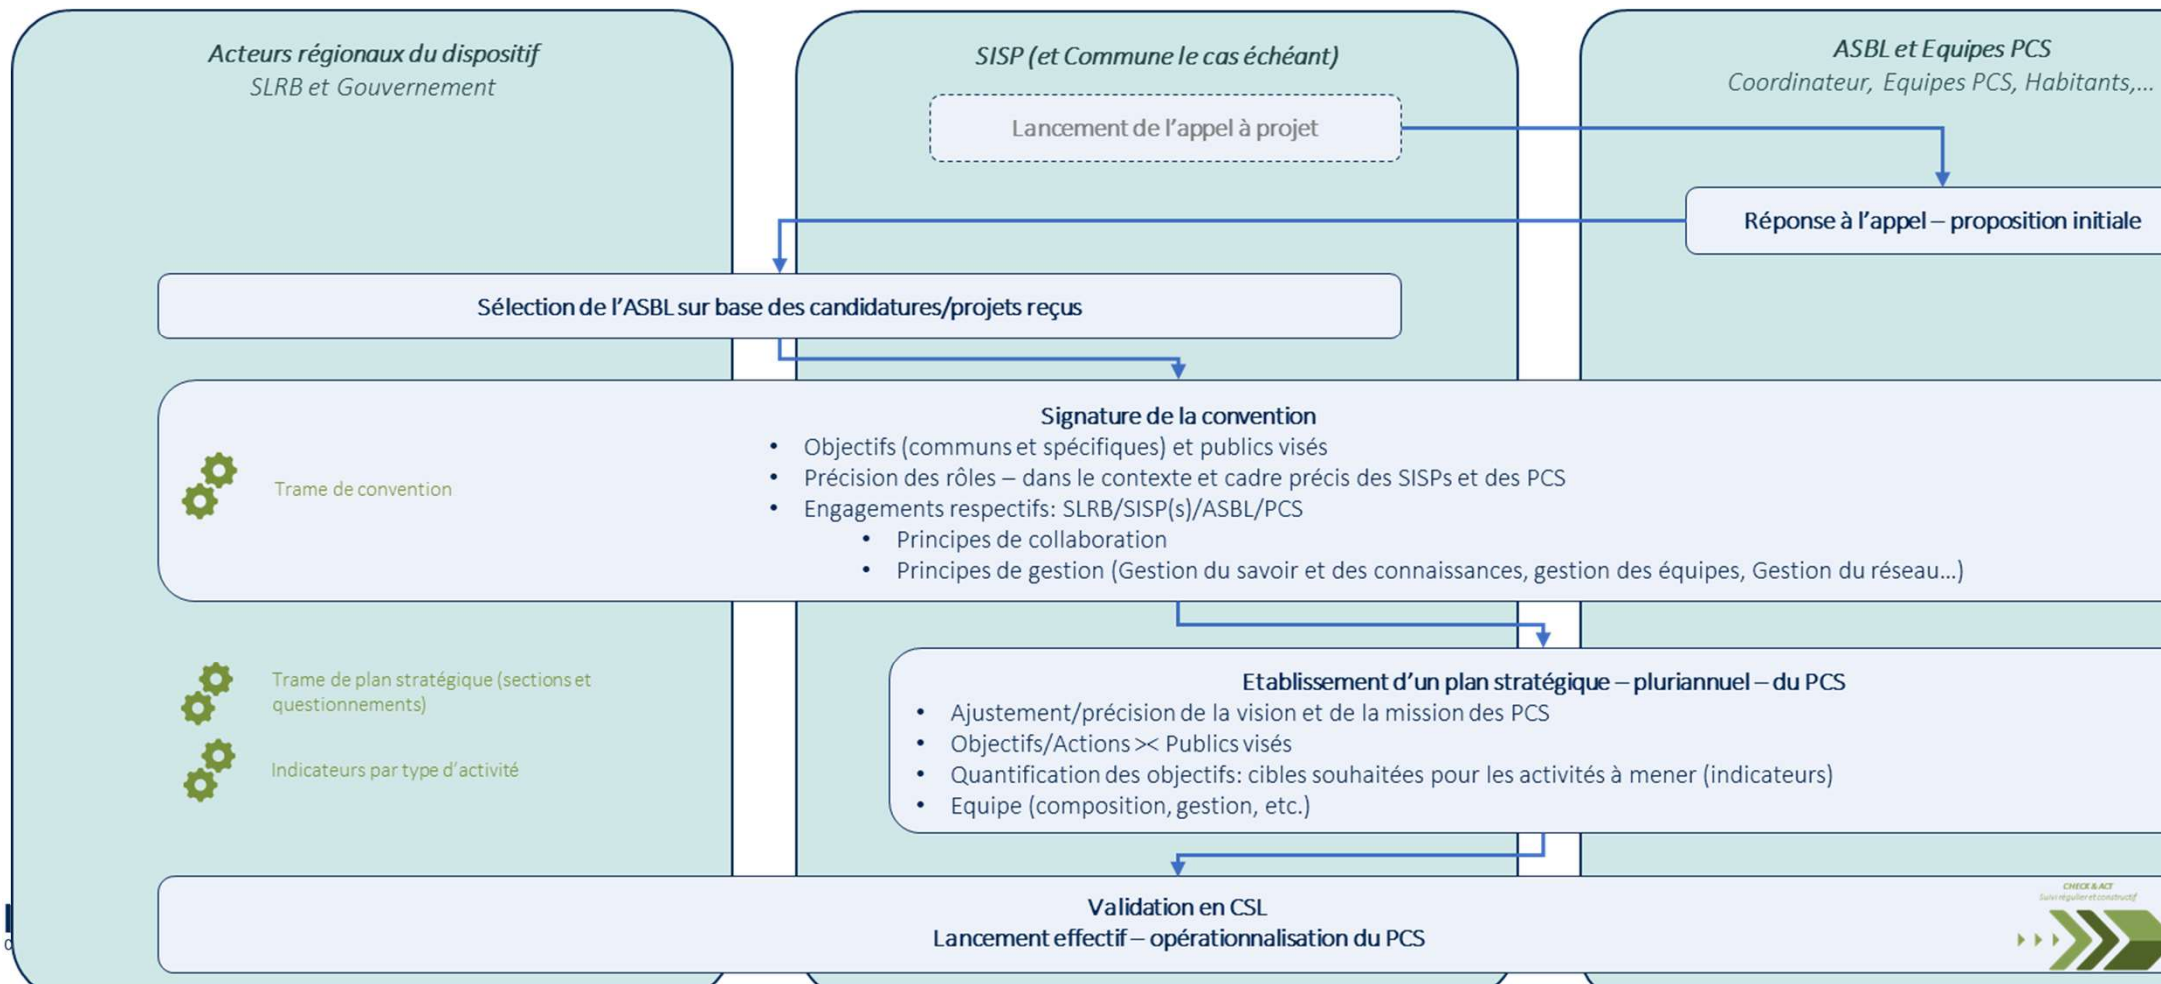 Acteurs régionaux du dispositif
SLRB et Gouvernement
SISP (et Commune le cas échéant)
ASBL et Equipes PCS
Coordinateur, Equipes PCS, Habitants,...
Lancement de l'appel à projet
Réponse à l'appel – proposition initiale
Sélection de l'ASBL sur base des candidatures/projets reçus
Signature de la convention
• Objectifs (communs et spécifiques) et publics visés
• Précision des rôles – dans le contexte et cadre précis des SISPs et des PCS
• Engagements respectifs: SLRB/SISP(s)/ASBL/PCS
• Principes de collaboration
• Principes de gestion (Gestion du savoir et des connaissances, gestion des équipes, Gestion du réseau...)
Trame de convention
Trame de plan stratégique (sections et
questionnements)
Indicateurs par type d'activité
Etablissement d'un plan stratégique – pluriannuel – du PCS
• Ajustement/précision de la vision et de la mission des PCS
• Objectifs/Actions >< Publics visés
• Quantification des objectifs: cibles souhaitées pour les activités à mener (indicateurs)
• Equipe (composition, gestion, etc.)
Validation en CSL
Lancement effectif – opérationnalisation du PCS
CHECK & ACT
Suivi régulier et constructif